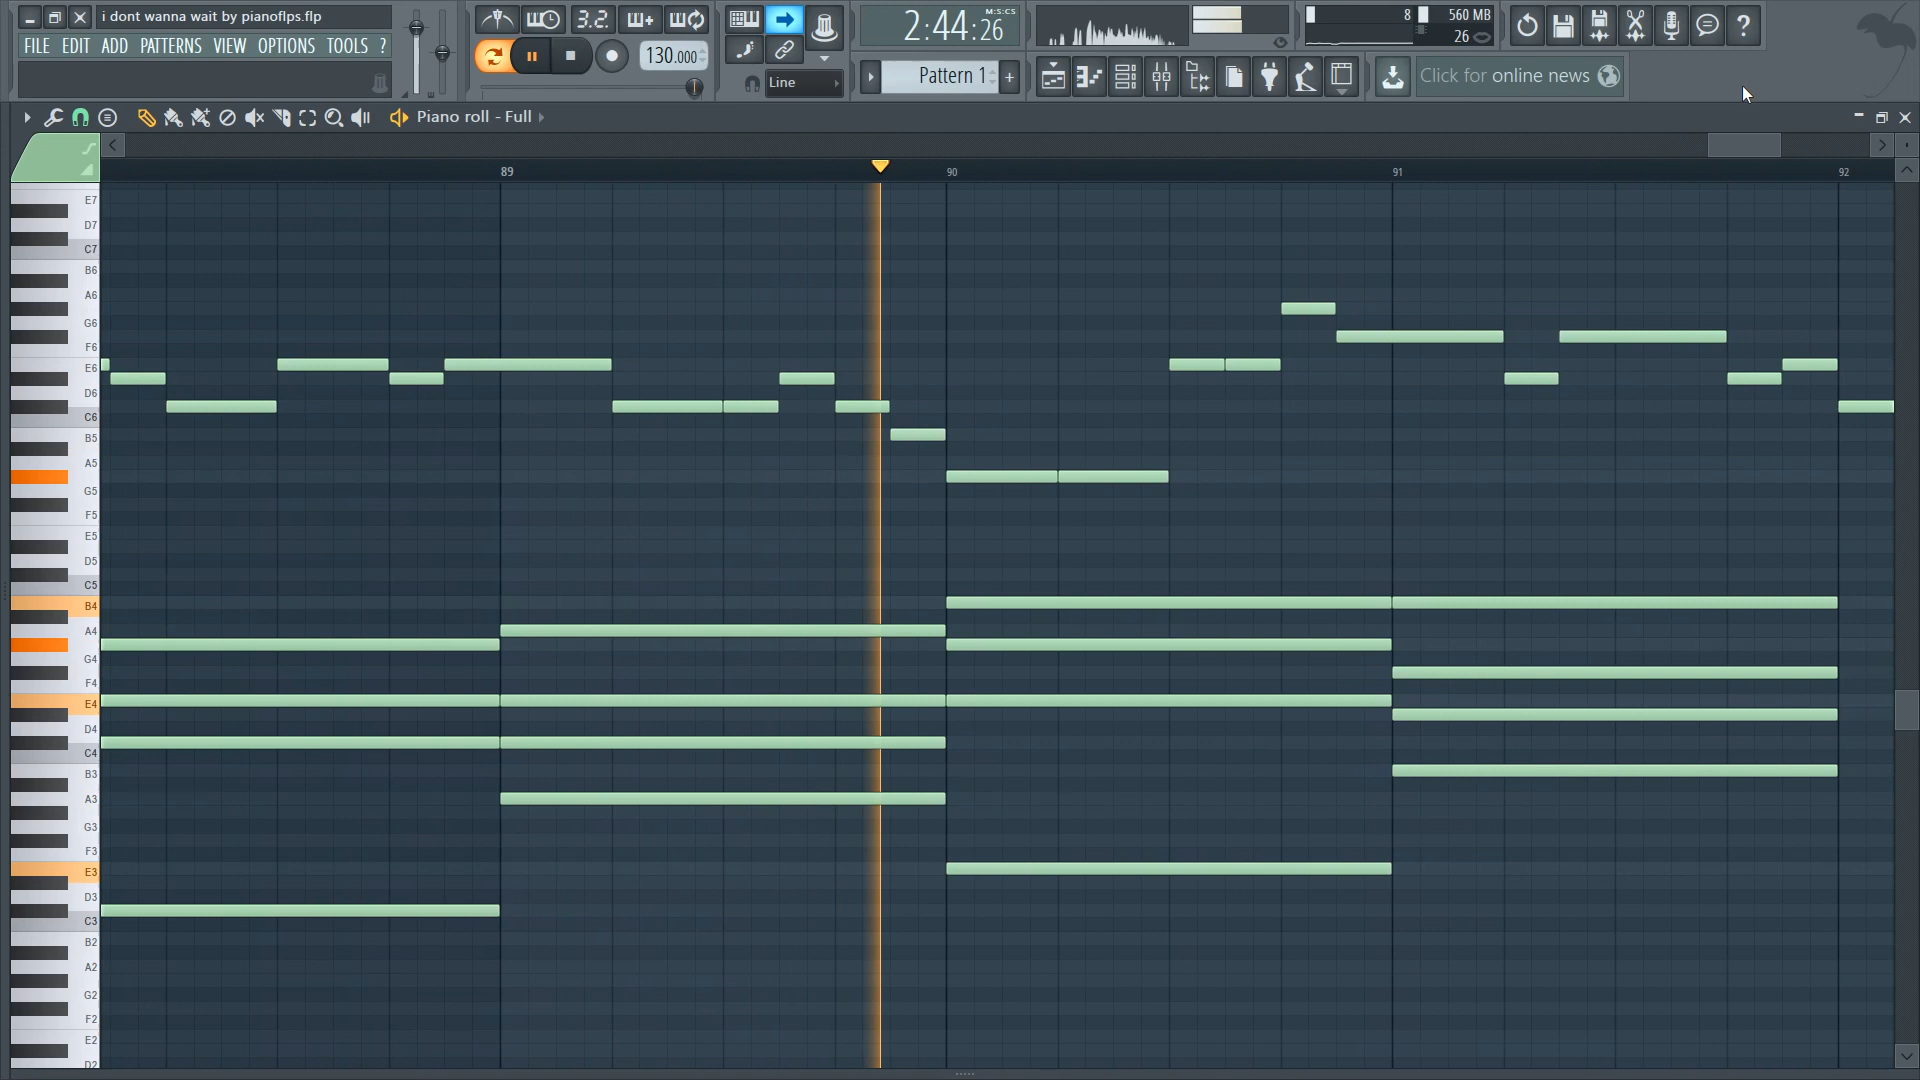 i dont wanna wait by pianoflps.flp
FILE EDIT ADD PATTERNS VIEW OPTIONS TOOLS ?
3.2.
130.000
Line
2:44:26
M:S:CS
Pattern 1
+
8
560 MB
26
?
Click for online news
Piano roll - Full
89
90
91
92
E7
D7
C7
B6
A6
G6
F6
E6
D6
C6
B5
A5
G5
F5
E5
D5
C5
B4
A4
G4
F4
E4
D4
C4
B3
A3
G3
F3
E3
D3
C3
B2
A2
G2
F2
E2
D2